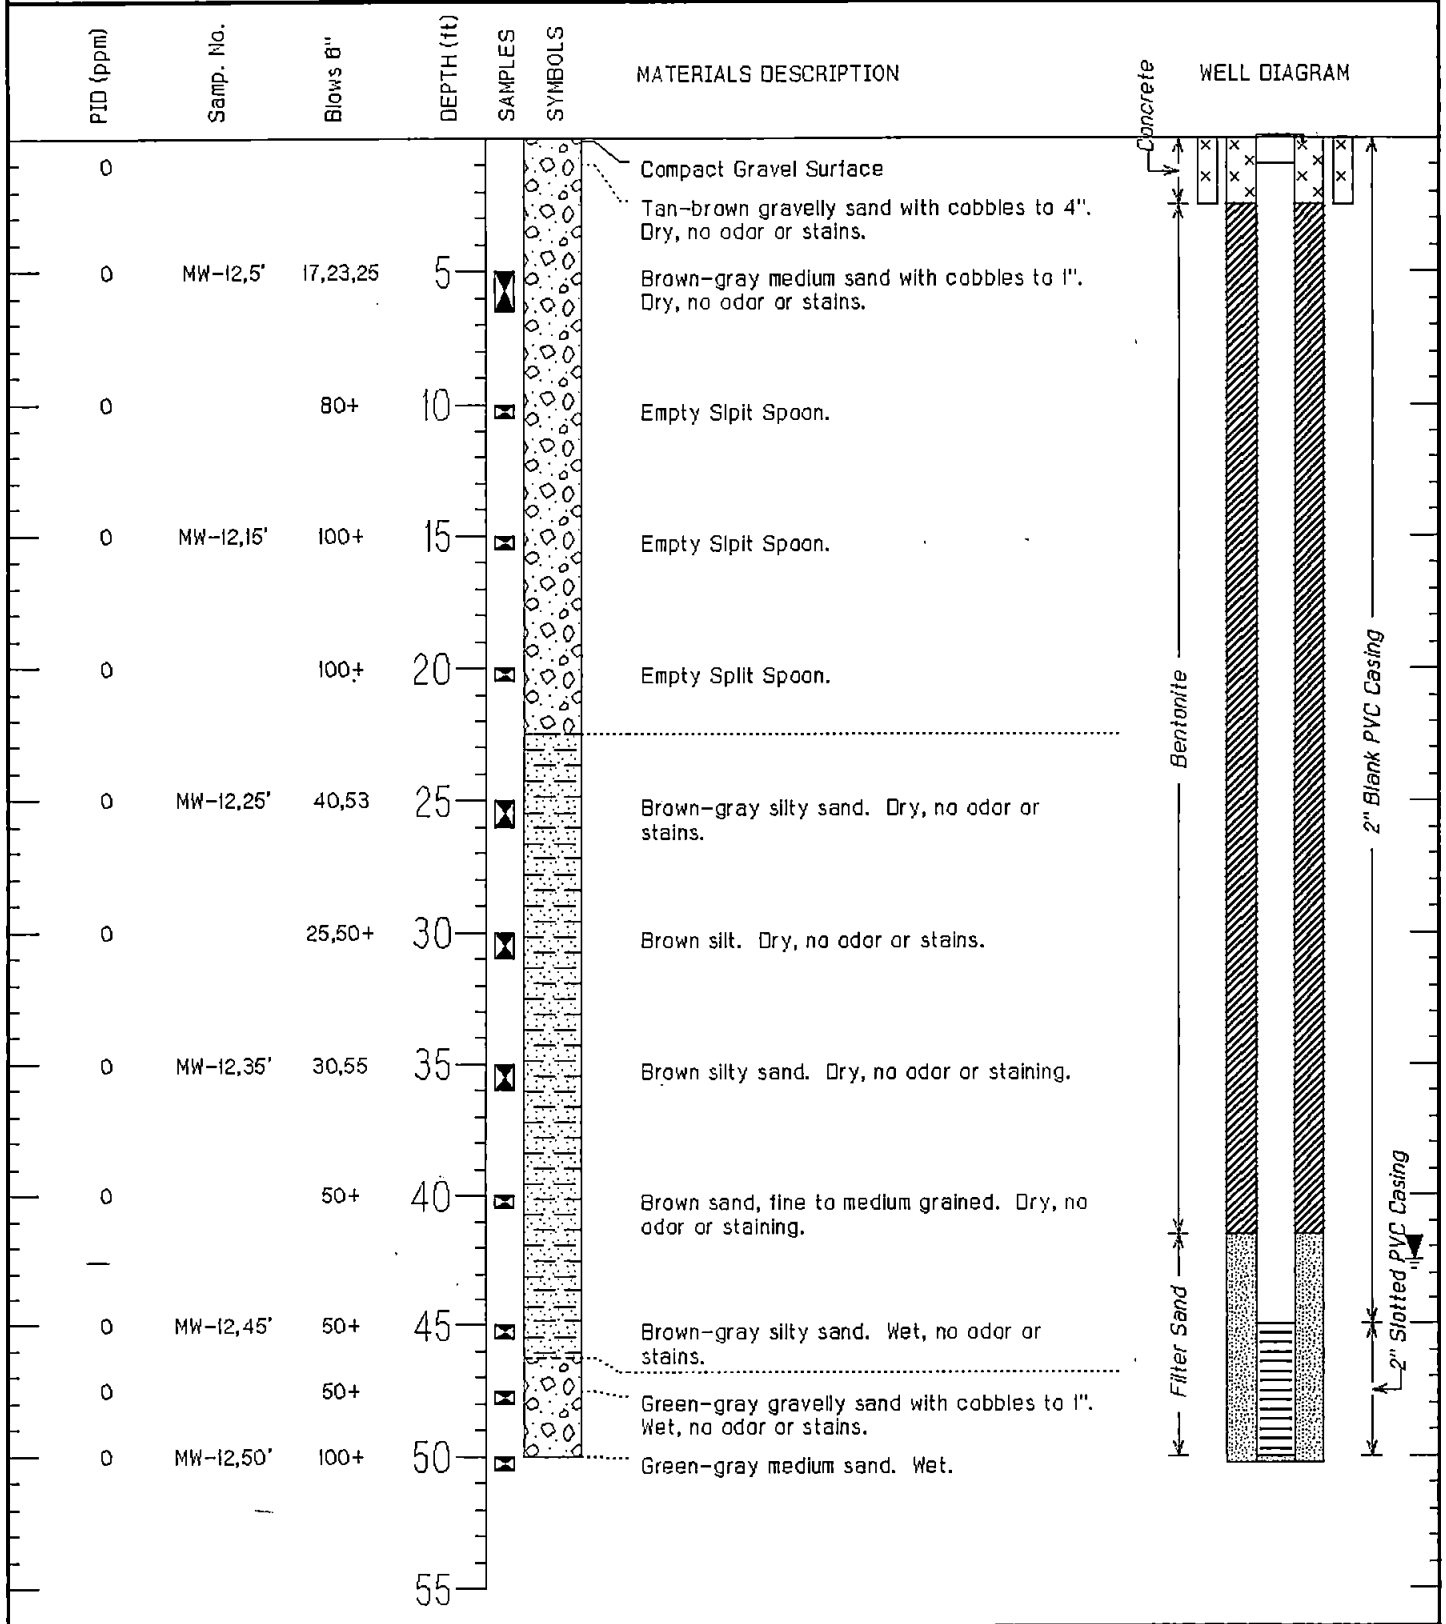 PID (ppm) Samp. No. Blows 6" DEPTH (ft) SAMPLES SYMBOLS MATERIALS DESCRIPTION WELL DIAGRAM
Concrete
0 Compact Gravel Surface
Tan-brown gravelly sand with cobbles to 4".
Dry, no odor or stains.
0 MW-12,5' 17,23,25 5 Brown-gray medium sand with cobbles to 1".
Dry, no odor or stains.
0 80+ 10 Empty Slpit Spoon.
0 MW-12,15' 100+ 15 Empty Slpit Spoon.
0 100+ 20 Empty Split Spoon.
Bentonite
2" Blank PVC Casing
0 MW-12,25' 40,53 25 Brown-gray silty sand. Dry, no odor or
stains.
0 25,50+ 30 Brown silt. Dry, no odor or stains.
0 MW-12,35' 30,55 35 Brown silty sand. Dry, no odor or staining.
0 50+ 40 Brown sand, fine to medium grained. Dry, no
odor or staining.
Filter Sand
2" Slotted PVC Casing
0 MW-12,45' 50+ 45 Brown-gray silty sand. Wet, no odor or
stains.
0 50+ Green-gray gravelly sand with cobbles to 1".
Wet, no odor or stains.
0 MW-12,50' 100+ 50 Green-gray medium sand. Wet.
55